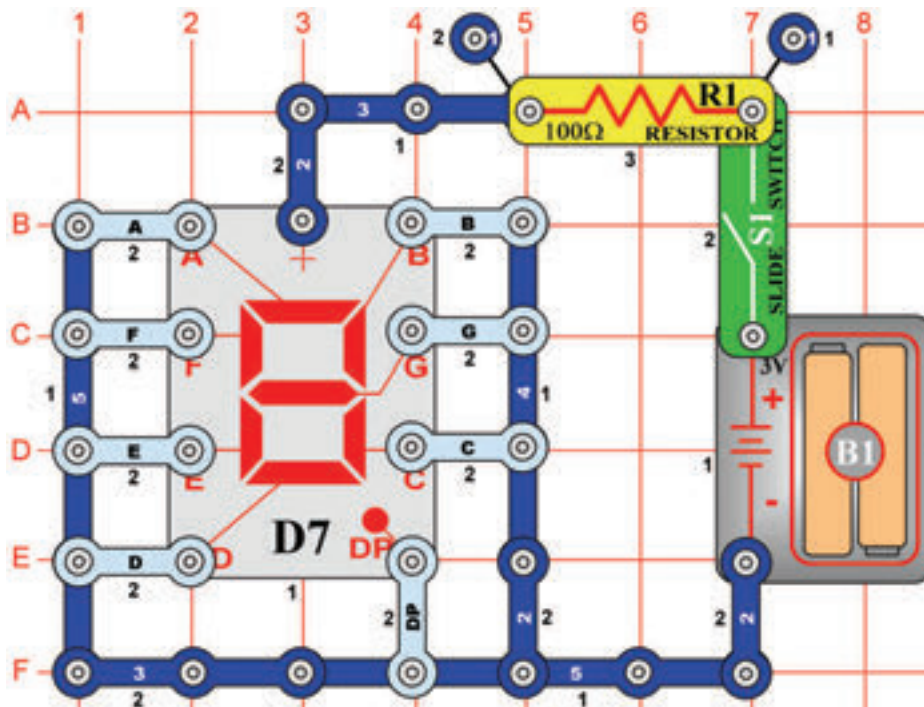 1 2 3 4 5 6 7 8
2 1 1 1
A 3 100Ω R1 RESISTOR
1 3
2 2
B A B 2 S1 SLIDE SWITCH
2 2
A + B
C F G
2 2 3V
F G
1 5 4 1 +
D E C 1 B1
2 2
E C -
D7 DP
E D
2 1 D 2 DP 2 2 2 2
F 3 5
2 1